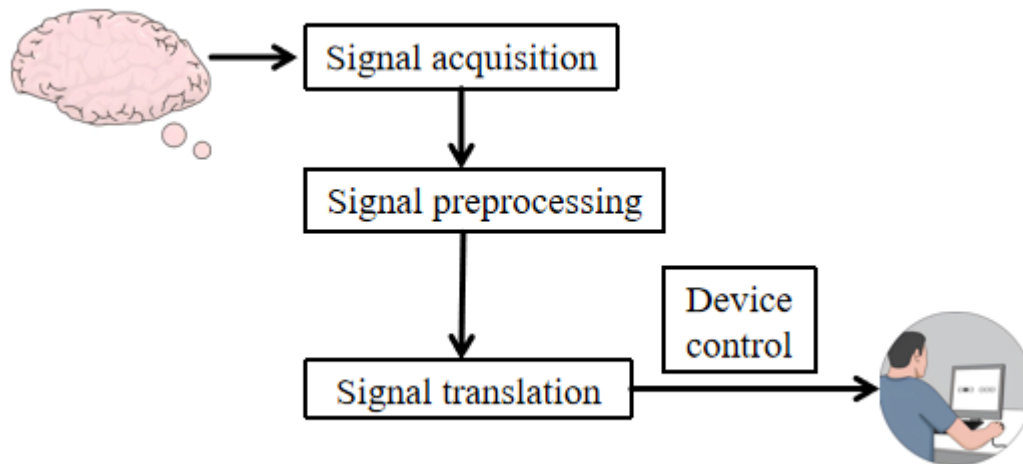 Signal acquisition
Signal preprocessing
Device
control
Signal translation